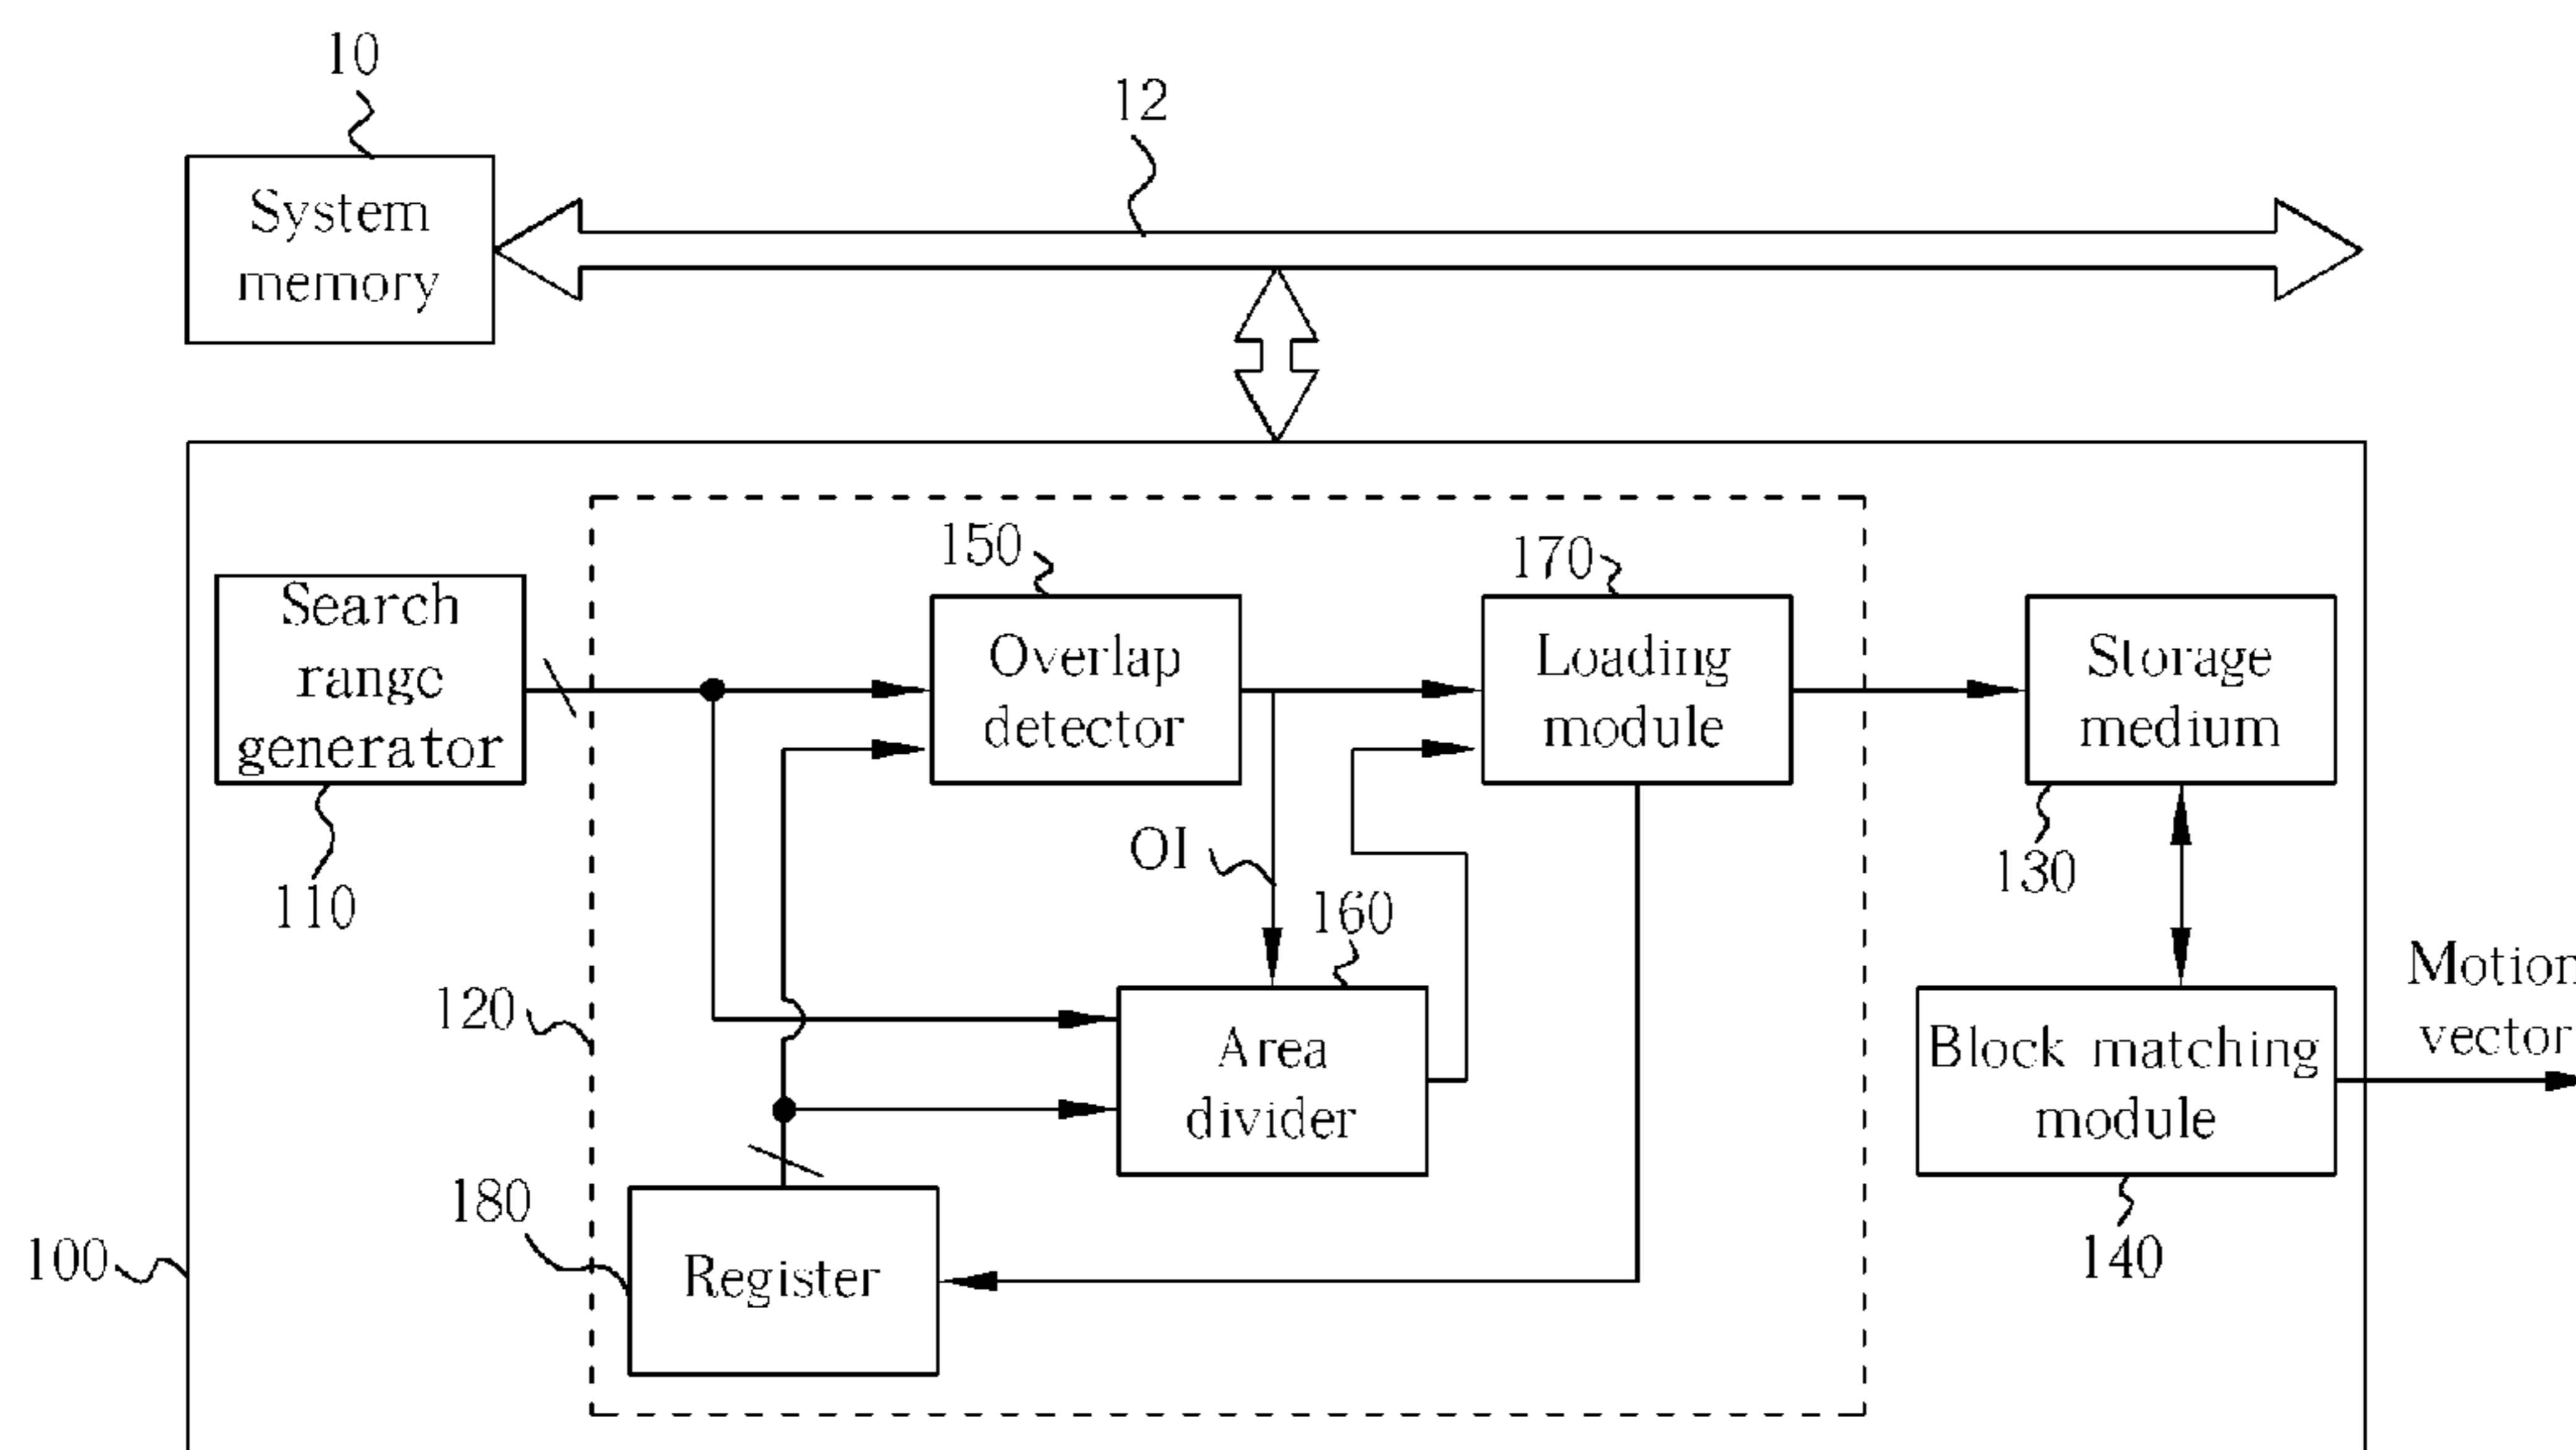 10
12
System
memory
150
170
Search
range
generator
Overlap
detector
Loading
module
Storage
medium
OI
130
110
160
Motion
vector
120
Area
divider
Block matching
module
180
100
Register
140